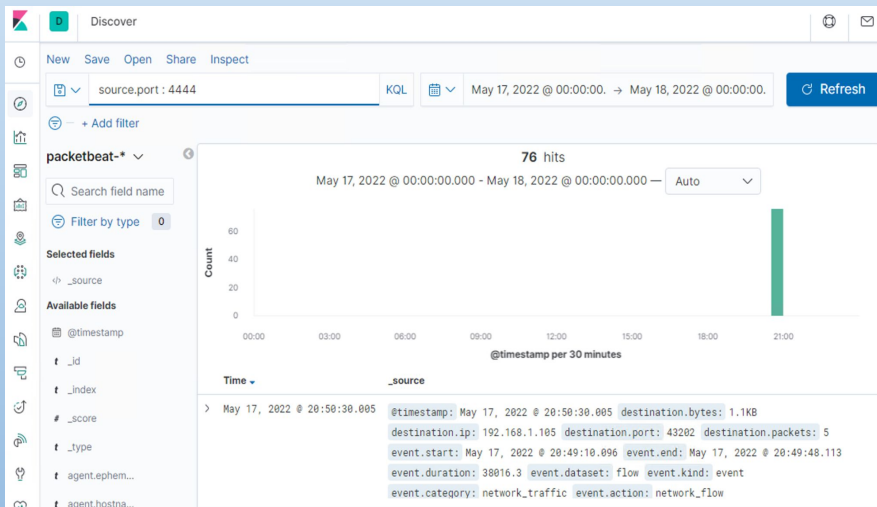 D Discover
New Save Open Share Inspect
source.port : 4444 KQL May 17, 2022 @ 00:00:00. → May 18, 2022 @ 00:00:00. Refresh
+ Add filter
packetbeat-*
Search field name
Filter by type 0
Selected fields
</> _source
Available fields
@timestamp
t _id
t _index
# _score
t _type
t agent.ephem...
t agent.hostna...
76 hits
May 17, 2022 @ 00:00:00.000 - May 18, 2022 @ 00:00:00.000 — Auto
Count
60
40
20
0
00:00 03:00 06:00 09:00 12:00 15:00 18:00 21:00
@timestamp per 30 minutes
Time _source
> May 17, 2022 @ 20:50:30.005 @timestamp: May 17, 2022 @ 20:50:30.005 destination.bytes: 1.1KB
destination.ip: 192.168.1.105 destination.port: 43202 destination.packets: 5
event.start: May 17, 2022 @ 20:49:10.096 event.end: May 17, 2022 @ 20:49:48.113
event.duration: 38016.3 event.dataset: flow event.kind: event
event.category: network_traffic event.action: network_flow